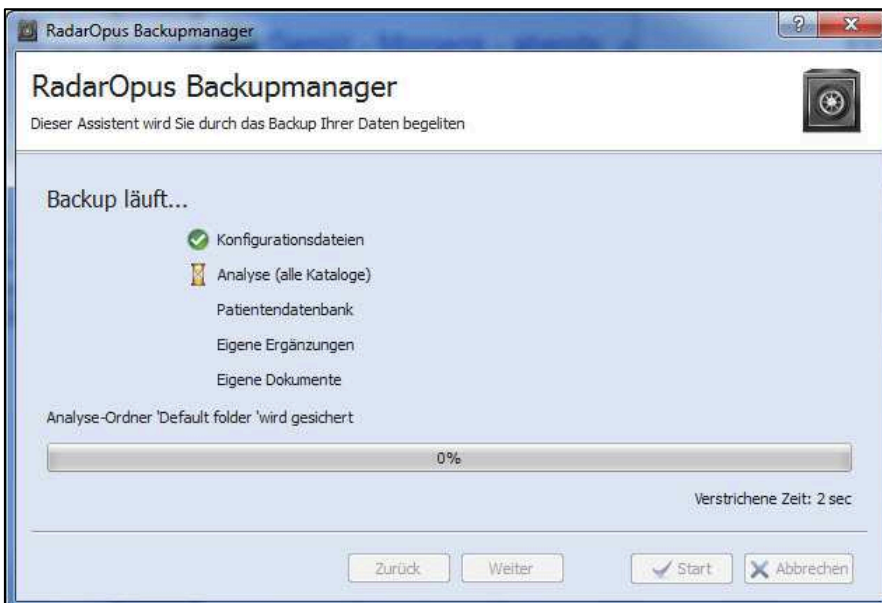 RadarOpus Backupmanager
RadarOpus Backupmanager
Dieser Assistent wird Sie durch das Backup Ihrer Daten begeliten
Backup läuft...
Konfigurationsdateien
Analyse (alle Kataloge)
Patientendatenbank
Eigene Ergänzungen
Eigene Dokumente
Analyse-Ordner 'Default folder 'wird gesichert
0%
Verstrichene Zeit: 2 sec
Zurück Weiter Start Abbrechen